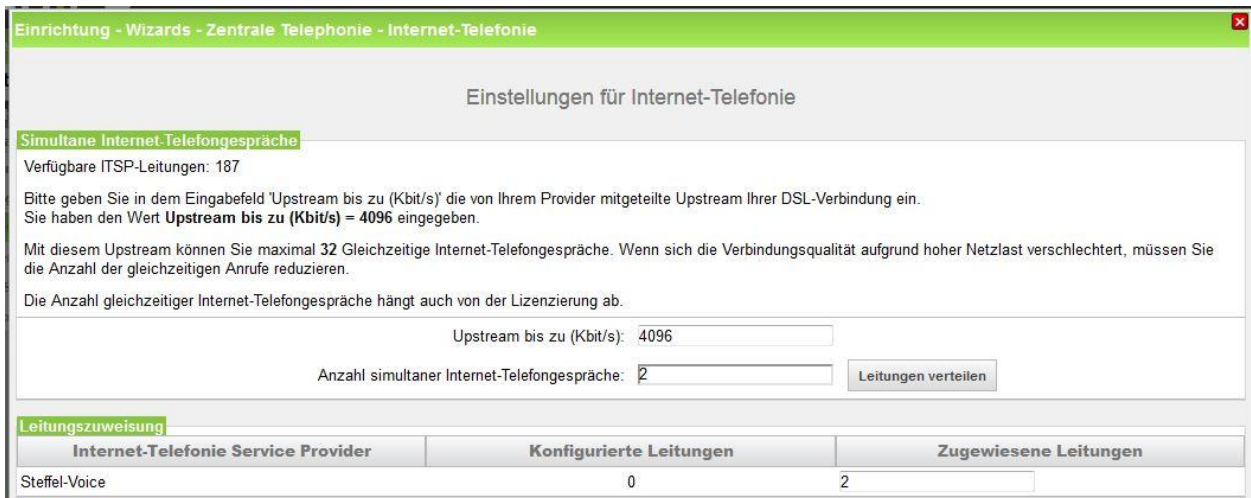 Einrichtung - Wizards - Zentrale Telephonie - Internet-Telefonie
Einstellungen für Internet-Telefonie
Simultane Internet-Telefongespräche
Verfügbare ITSP-Leitungen: 187
Bitte geben Sie in dem Eingabefeld 'Upstream bis zu (Kbit/s)' die von Ihrem Provider mitgeteilte Upstream Ihrer DSL-Verbindung ein.
Sie haben den Wert Upstream bis zu (Kbit/s) = 4096 eingegeben.
Mit diesem Upstream können Sie maximal 32 Gleichzeitige Internet-Telefongespräche. Wenn sich die Verbindungsqualität aufgrund hoher Netzlast verschlechtert, müssen Sie
die Anzahl der gleichzeitigen Anrufe reduzieren.
Die Anzahl gleichzeitiger Internet-Telefongespräche hängt auch von der Lizenzierung ab.
Upstream bis zu (Kbit/s): 4096
Anzahl simultaner Internet-Telefongespräche: 2 Leitungen verteilen
Leitungszuweisung
Internet-Telefonie Service Provider Konfigurierte Leitungen Zugewiesene Leitungen
Steffel-Voice 0 2